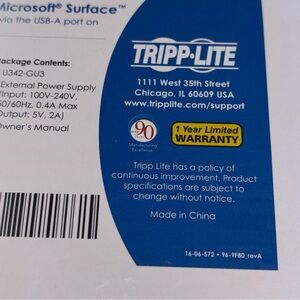 Microsoft® Surface™
via the USB-A port on
Package Contents:
U342-GU3
External Power Supply
(Input: 100V-240V,
50/60Hz, 0.4A Max
Output: 5V, 2A)
Owner's Manual
TRIPP·LITE
1111 West 35th Street
Chicago, IL 60609 USA
www.tripplite.com/support
90
Manufacturing
Excellence
1 Year Limited
WARRANTY
Tripp Lite has a policy of
continuous improvement. Product
specifications are subject to
change without notice.
Made in China
16-06-572 • 96-9F80_revA